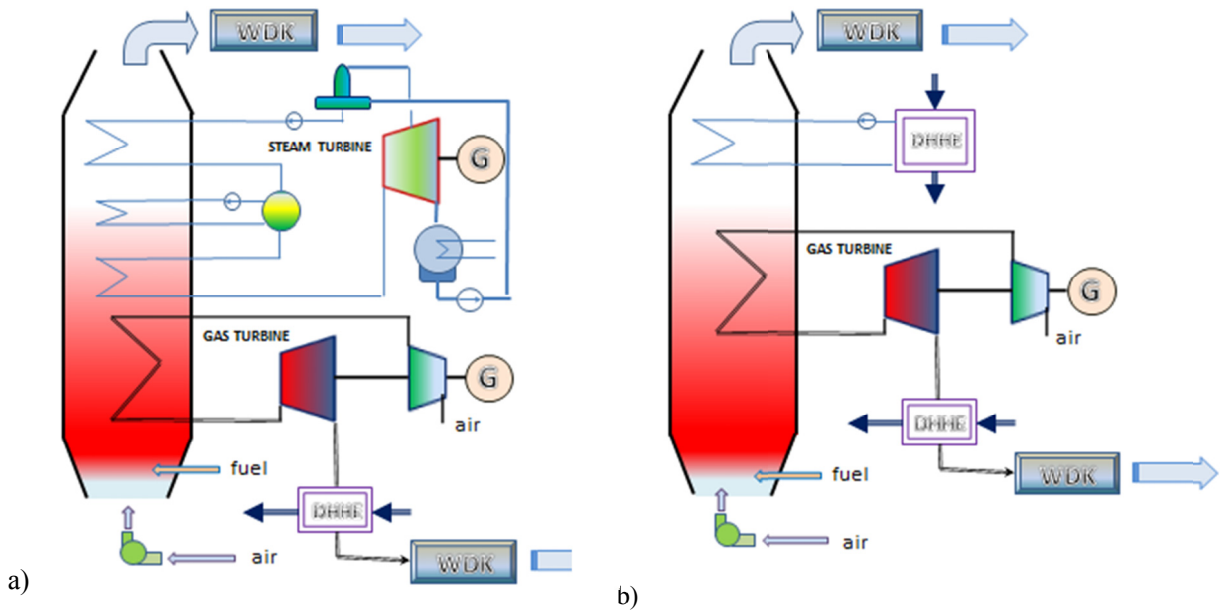 WDK
STEAM TURBINE
G
GAS TURBINE
G
air
fuel
DHHE
air
WDK
a)
WDK
DHHE
GAS TURBINE
G
air
DHHE
fuel
WDK
air
b)